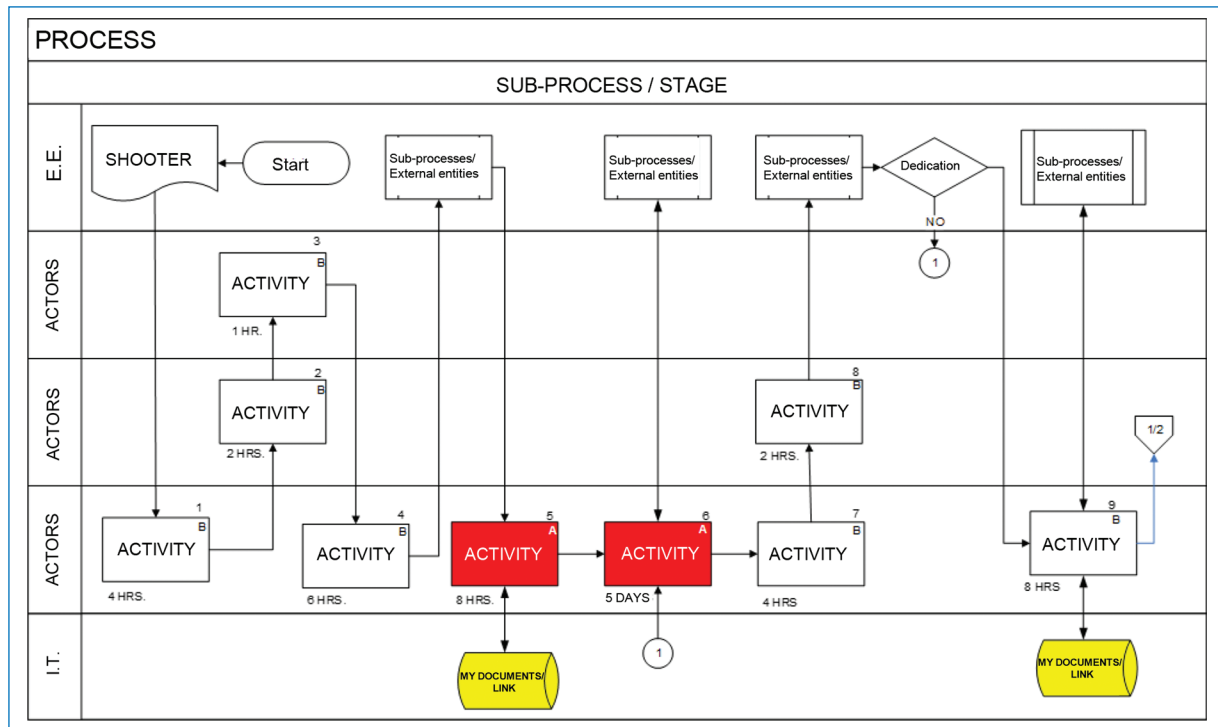 PROCESS
SUB-PROCESS / STAGE
E.E.
SHOOTER
Start
Sub-processes/
External entities
Sub-processes/
External entities
Sub-processes/
External entities
Dedication
NO
Sub-processes/
External entities
ACTORS
3
B
ACTIVITY
1 HR.
1
ACTORS
2
B
ACTIVITY
2 HRS.
8
B
ACTIVITY
2 HRS.
1/2
ACTORS
1
B
ACTIVITY
4 HRS.
4
B
ACTIVITY
6 HRS.
5
A
ACTIVITY
8 HRS.
6
A
ACTIVITY
5 DAYS
7
B
ACTIVITY
4 HRS
9
B
ACTIVITY
8 HRS
I.T.
MY DOCUMENTS/
LINK
1
MY DOCUMENTS/
LINK